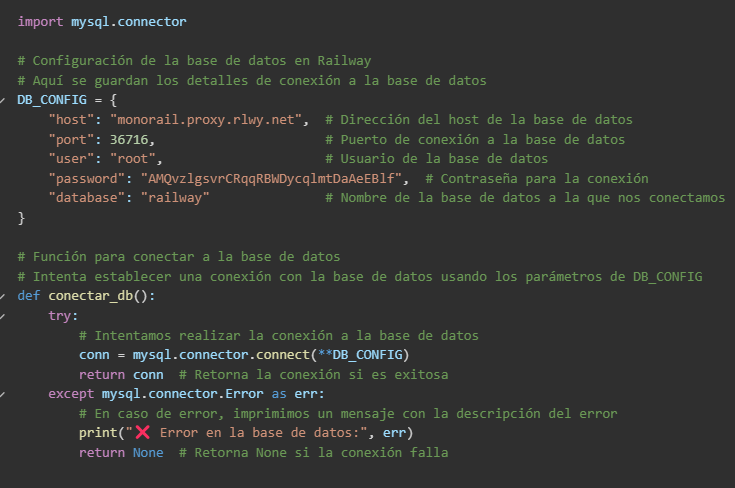 import mysql.connector
# Configuración de la base de datos en Railway
# Aquí se guardan los detalles de conexión a la base de datos
DB_CONFIG = {
    "host": "monorail.proxy.rlwy.net",  # Dirección del host de la base de datos
    "port": 36716,                      # Puerto de conexión a la base de datos
    "user": "root",                     # Usuario de la base de datos
    "password": "AMQvzlgsvrCRqqRBWDycqlmtDaAeEBlf",  # Contraseña para la conexión
    "database": "railway"               # Nombre de la base de datos a la que nos conectamos
}
# Función para conectar a la base de datos
# Intenta establecer una conexión con la base de datos usando los parámetros de DB_CONFIG
def conectar_db():
    try:
        # Intentamos realizar la conexión a la base de datos
        conn = mysql.connector.connect(**DB_CONFIG)
        return conn  # Retorna la conexión si es exitosa
    except mysql.connector.Error as err:
        # En caso de error, imprimimos un mensaje con la descripción del error
        print("❌ Error en la base de datos:", err)
        return None  # Retorna None si la conexión falla